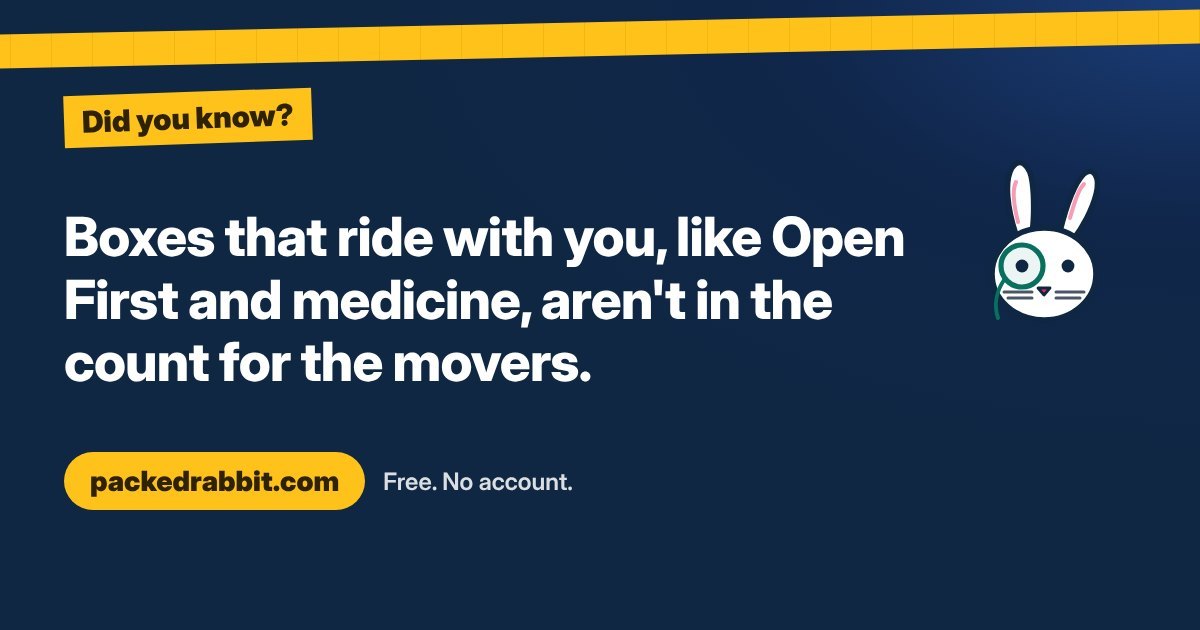 Did you know?
Boxes that ride with you, like Open
First and medicine, aren't in the
count for the movers.
packedrabbit.com
Free. No account.